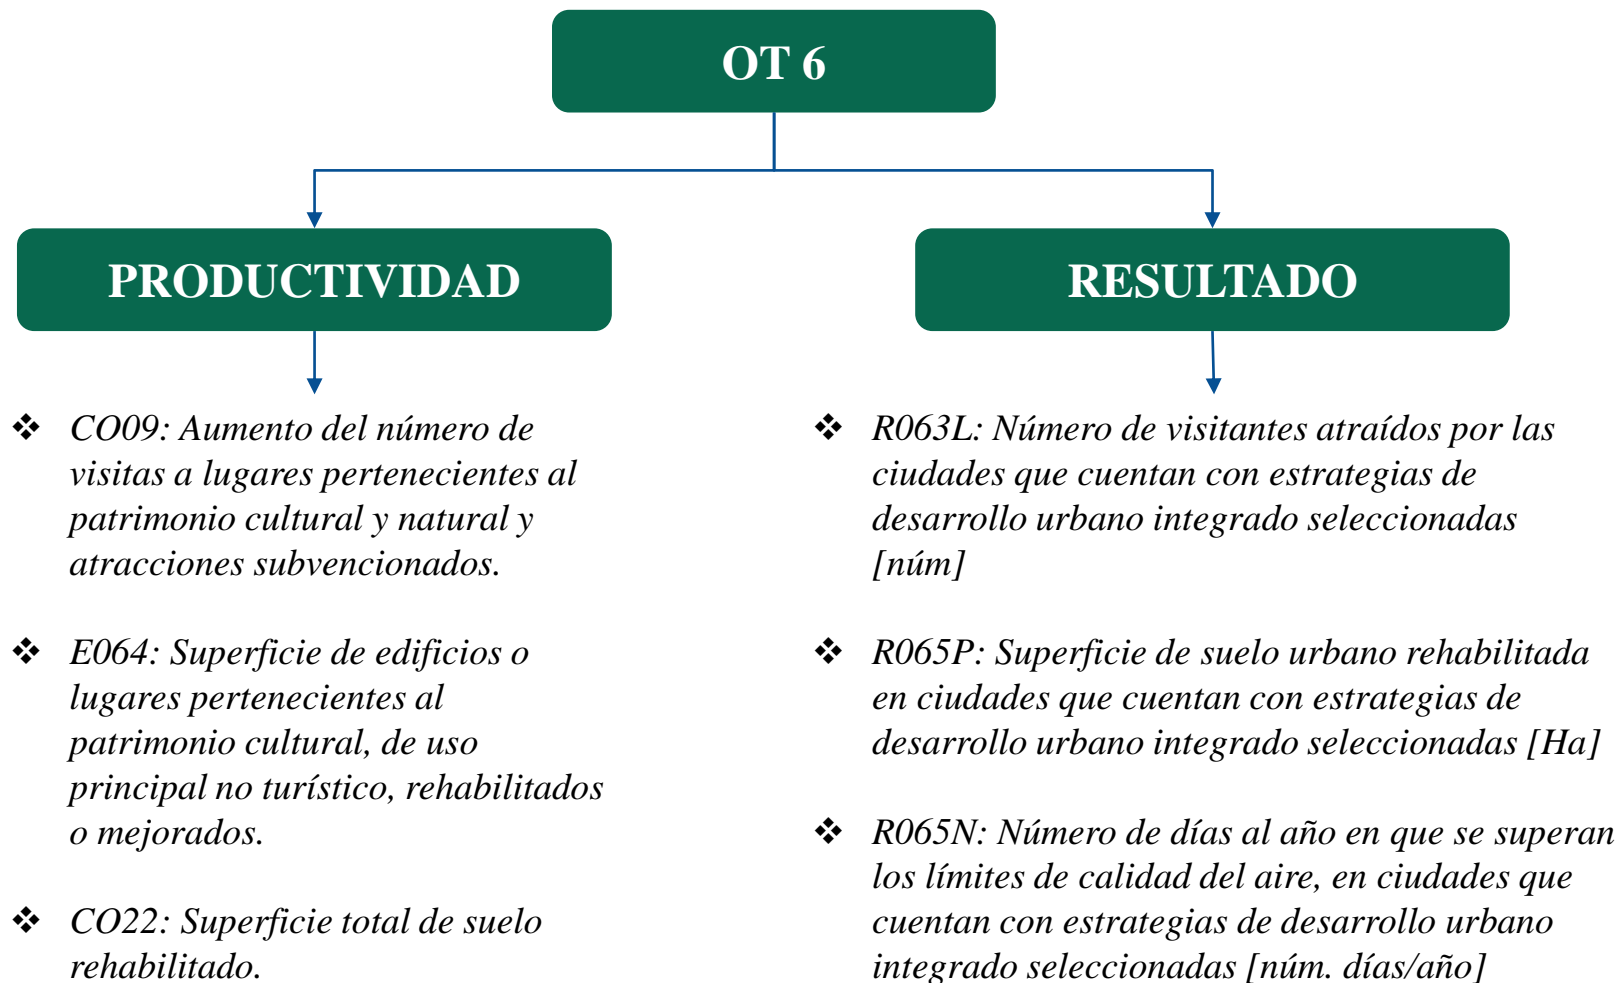 OT 6
PRODUCTIVIDAD
RESULTADO
❖ CO09: Aumento del número de
visitas a lugares pertenecientes al
patrimonio cultural y natural y
atracciones subvencionados.
❖ E064: Superficie de edificios o
lugares pertenecientes al
patrimonio cultural, de uso
principal no turístico, rehabilitados
o mejorados.
❖ CO22: Superficie total de suelo
rehabilitado.
❖ R063L: Número de visitantes atraídos por las
ciudades que cuentan con estrategias de
desarrollo urbano integrado seleccionadas
[núm]
❖ R065P: Superficie de suelo urbano rehabilitada
en ciudades que cuentan con estrategias de
desarrollo urbano integrado seleccionadas [Ha]
❖ R065N: Número de días al año en que se superan
los límites de calidad del aire, en ciudades que
cuentan con estrategias de desarrollo urbano
integrado seleccionadas [núm. días/año]